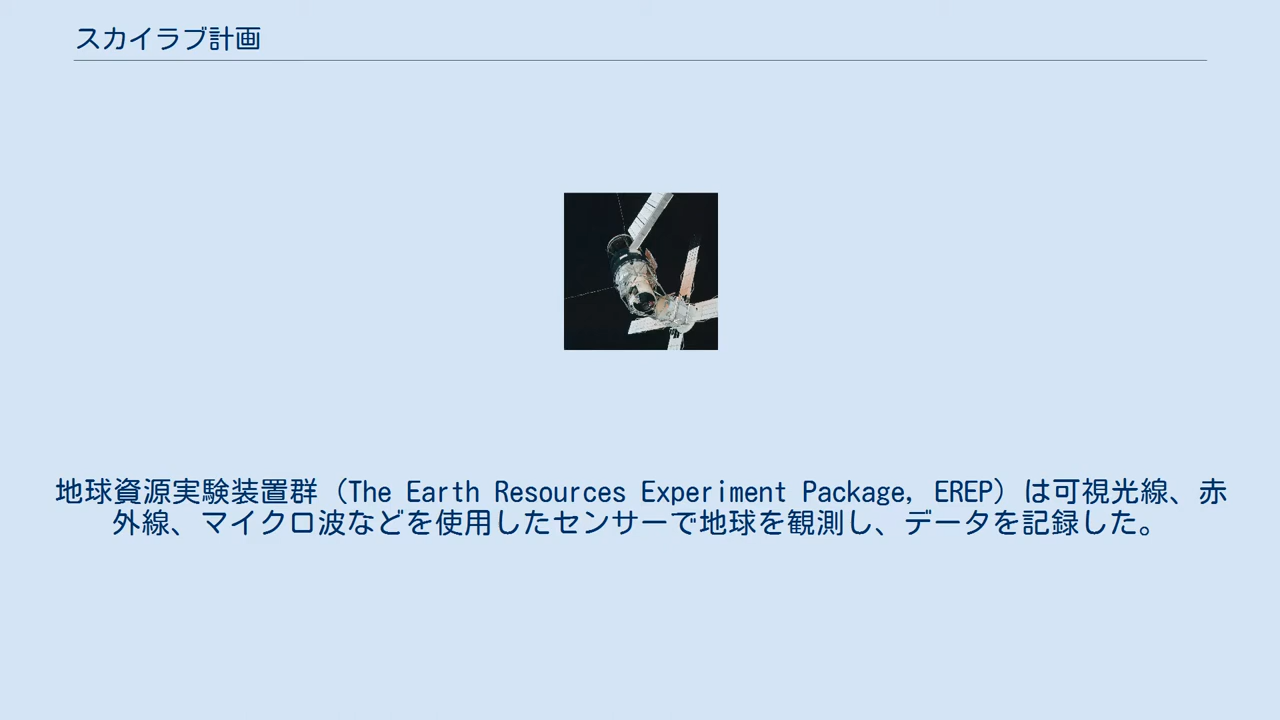 スカイラブ計画
地球資源実験装置群（The Earth Resources Experiment Package, EREP）は可視光線、赤
外線、マイクロ波などを使用したセンサーで地球を観測し、データを記録した。